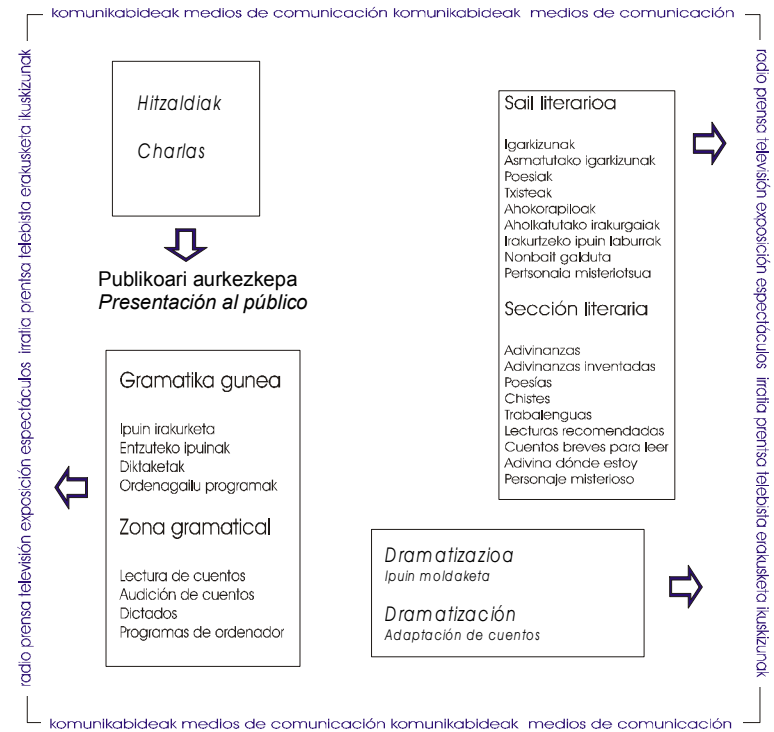 komunikabideak medios de comunicación komunikabideak medios de comunicación
radio prensa televisión exposición espectáculos irratia prentsa telebista erakusketa ikuskizunak
Hitzaldiak
Charlas
Publikoari aurkezkepa
Presentación al público
Gramatika gunea
Ipuin irakurketa
Entzuteko ipuinak
Diktaketak
Ordenagailu programak
Zona gramatical
Lectura de cuentos
Audición de cuentos
Dictados
Programas de ordenador
Sail literarioa
Igarkizunak
Asmatutako igarkizunak
Poesiak
Txisteak
Ahokorapiloak
Aholkatutako irakurgaiak
Irakurtzeko ipuin laburrak
Nonbait galduta
Pertsonaia misteriotsua
Sección literaria
Adivinanzas
Adivinanzas inventadas
Poesías
Chistes
Trabalenguas
Lecturas recomendadas
Cuentos breves para leer
Adivina dónde estoy
Personaje misterioso
Dramatizazioa
Ipuin moldaketa
Dramatización
Adaptación de cuentos
radio prensa televisión exposición espectáculos irratia prentsa telebista erakusketa ikuskizunak
komunikabideak medios de comunicación komunikabideak medios de comunicación